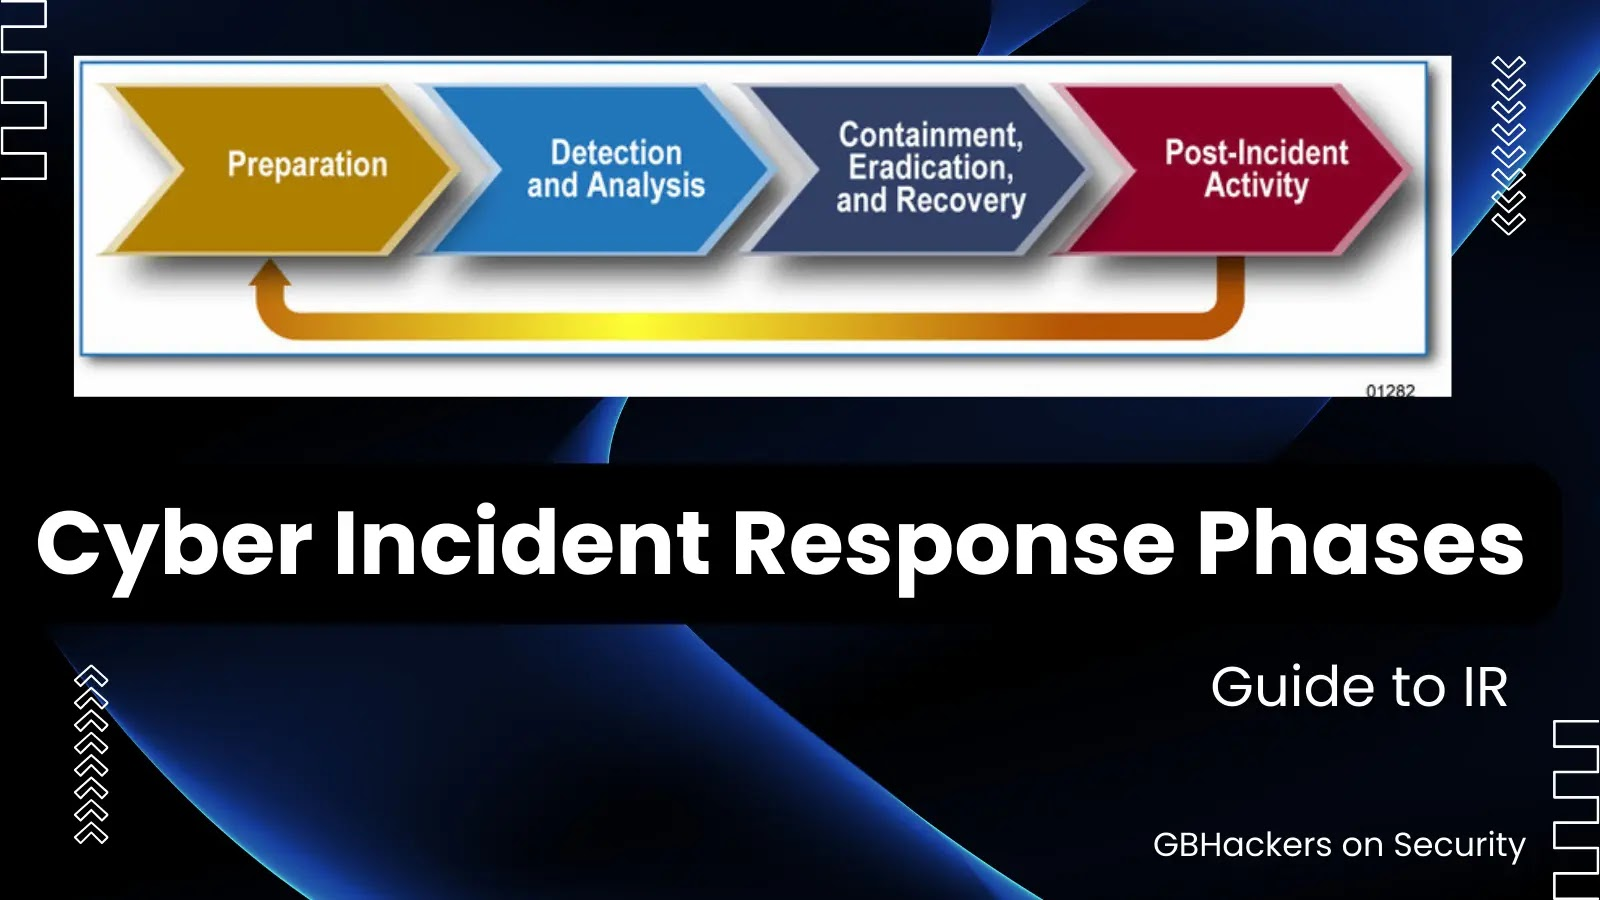 Preparation
Detection
and Analysis
Containment,
Eradication,
and Recovery
Post-Incident
Activity
01282
Cyber Incident Response Phases
Guide to IR
GBHackers on Security